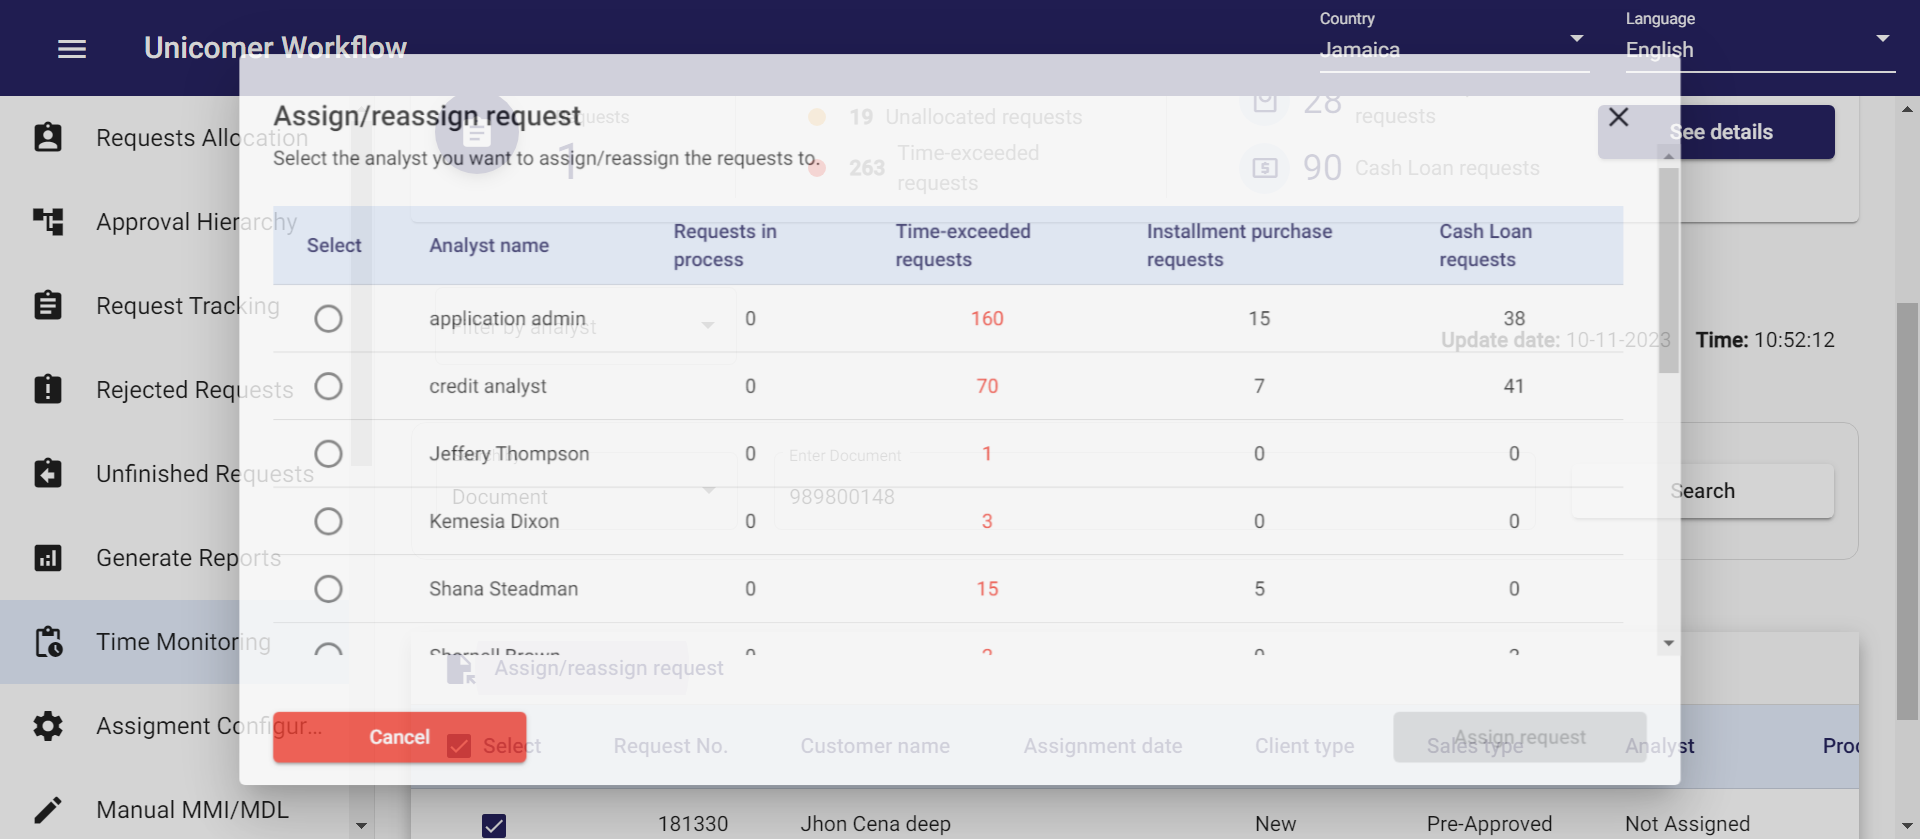 Unicomer Workflow
Country
Jamaica
Language
English
Requests Allocation
Approval Hierarchy
Request Tracking
Rejected Requests
Unfinished Requests
Generate Reports
Time Monitoring
Assigment Configur...
Manual MMI/MDL
Assign/reassign request
Select the analyst you want to assign/reassign the requests to.
Select Analyst name Requests in process Time-exceeded requests Installment purchase requests Cash Loan requests
application admin 0 160 15 38
credit analyst 0 70 7 41
Jeffery Thompson 0 1 0 0
Kemesia Dixon 0 3 0 0
Shana Steadman 0 15 5 0
Cancel
Assign request
1
19 Unallocated requests
263 Time-exceeded requests
28 requests
90 Cash Loan requests
See details
Filter by analyst
Update date: 10-11-2023 Time: 10:52:12
Document
Enter Document
989800148
Search
Assign/reassign request
Select Request No. Customer name Assignment date Client type Sales type Analyst
181330 Jhon Cena deep New Pre-Approved Not Assigned